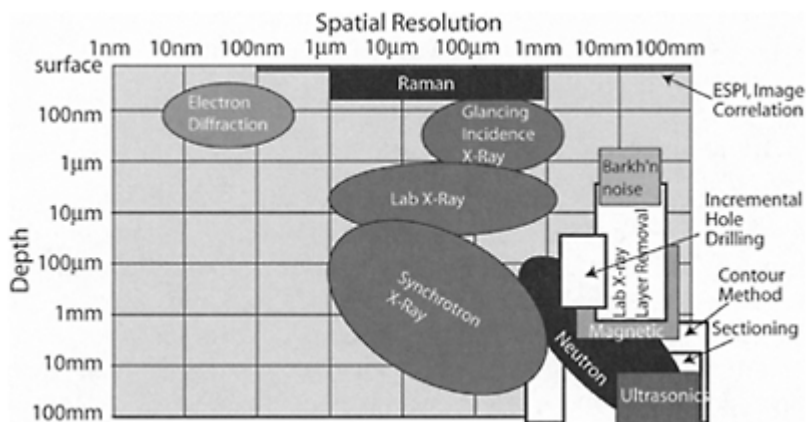 Spatial Resolution
1nm 10nm 100nm 1μm 10μm 100μm 1mm 10mm 100mm
surface
Raman
ESPI, Image
Correlation
100nm
Electron
Diffraction
Glancing
Incidence
X-Ray
1μm
Barkh'n
noise
Lab X-Ray
10μm
Incremental
Hole
Drilling
Depth
100μm
Synchrotron
X-Ray
Lab X-ray
Layer Removal
Contour
Method
1mm
Magnetic
Sectioning
Neutron
10mm
Ultrasonics
100mm